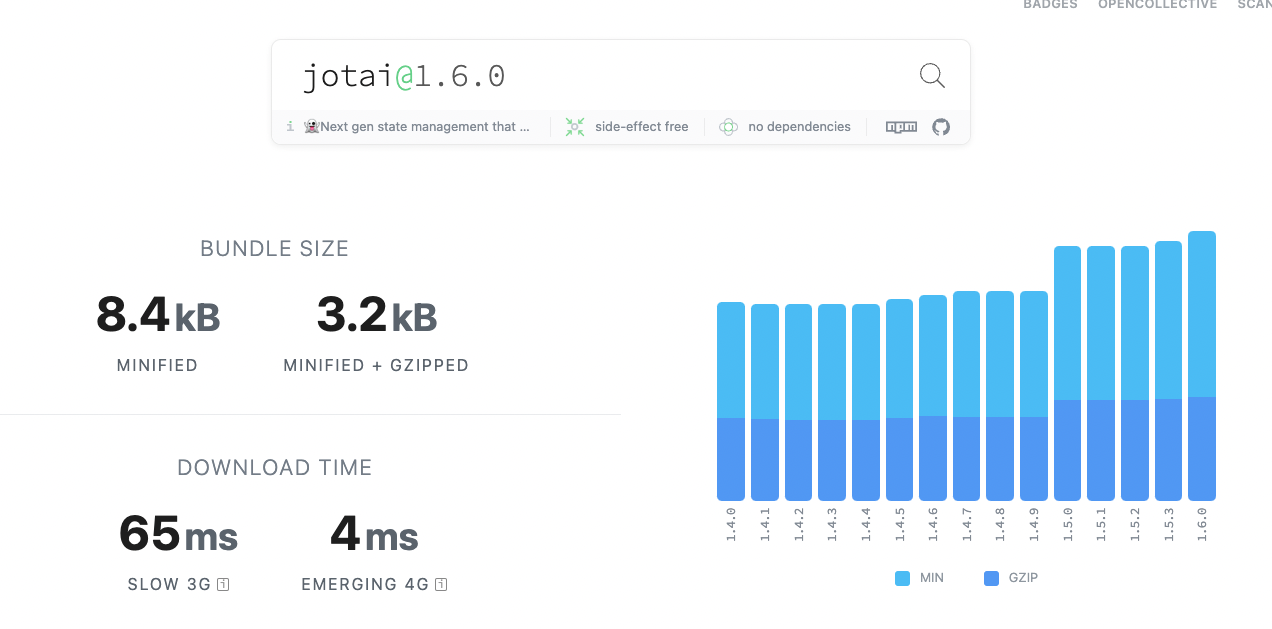 BADGES OPENCOLLECTIVE SCAN
jotai@1.6.0
i 👻Next gen state management that ... side-effect free no dependencies npm
BUNDLE SIZE
8.4 kB 3.2 kB
MINIFIED MINIFIED + GZIPPED
DOWNLOAD TIME
65 ms 4 ms
SLOW 3G i EMERGING 4G i
1.4.0 1.4.1 1.4.2 1.4.3 1.4.4 1.4.5 1.4.6 1.4.7 1.4.8 1.4.9 1.5.0 1.5.1 1.5.2 1.5.3 1.6.0
MIN GZIP